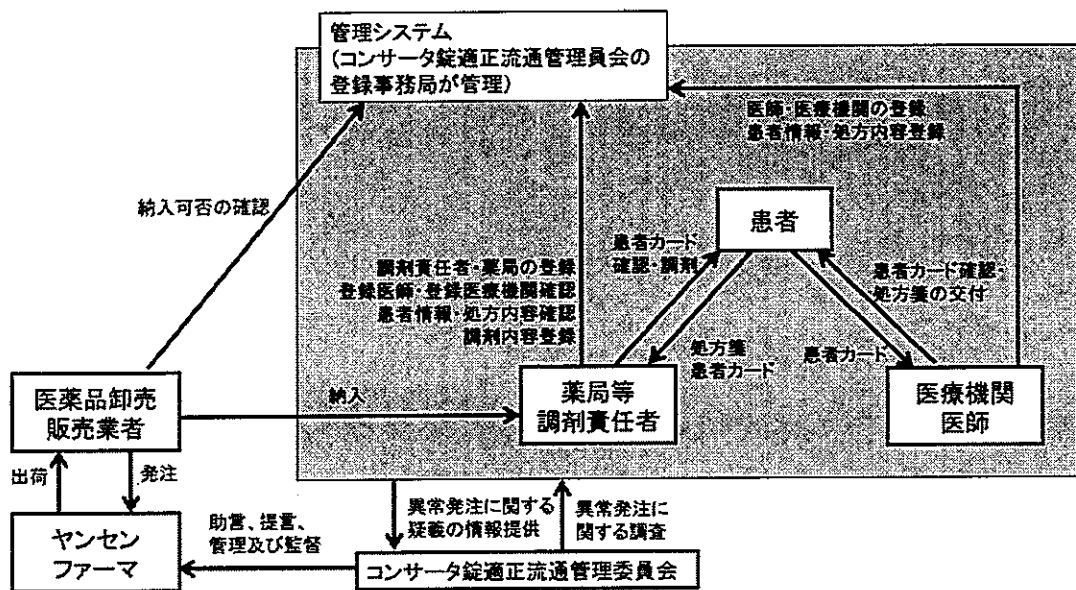 管理システム
(コンサータ錠適正流通管理員会の
登録事務局が管理)
医師・医療機関の登録
患者情報・処方内容登録
納入可否の確認
患者
患者カード
確認・調剤
患者カード確認・
処方箋の交付
調剤責任者・薬局の登録
登録医師・登録医療機関確認
患者情報・処方内容確認
調剤内容登録
処方箋
患者カード
患者カード
医薬品卸売
販売業者
納入
薬局等
調剤責任者
医療機関
医師
出荷
発注
異常発注に関する
疑義の情報提供
異常発注に
関する調査
ヤンセン
ファーマ
助言、提言、
管理及び監督
コンサータ錠適正流通管理委員会